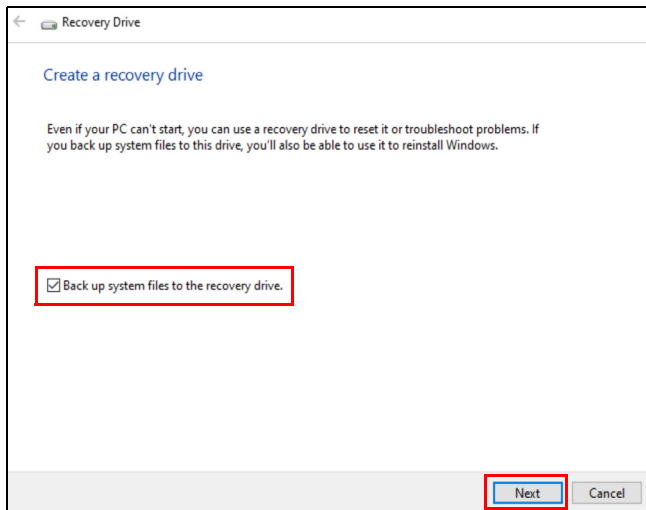 Recovery Drive
Create a recovery drive
Even if your PC can't start, you can use a recovery drive to reset it or troubleshoot problems. If
you back up system files to this drive, you'll also be able to use it to reinstall Windows.
Back up system files to the recovery drive.
Next
Cancel